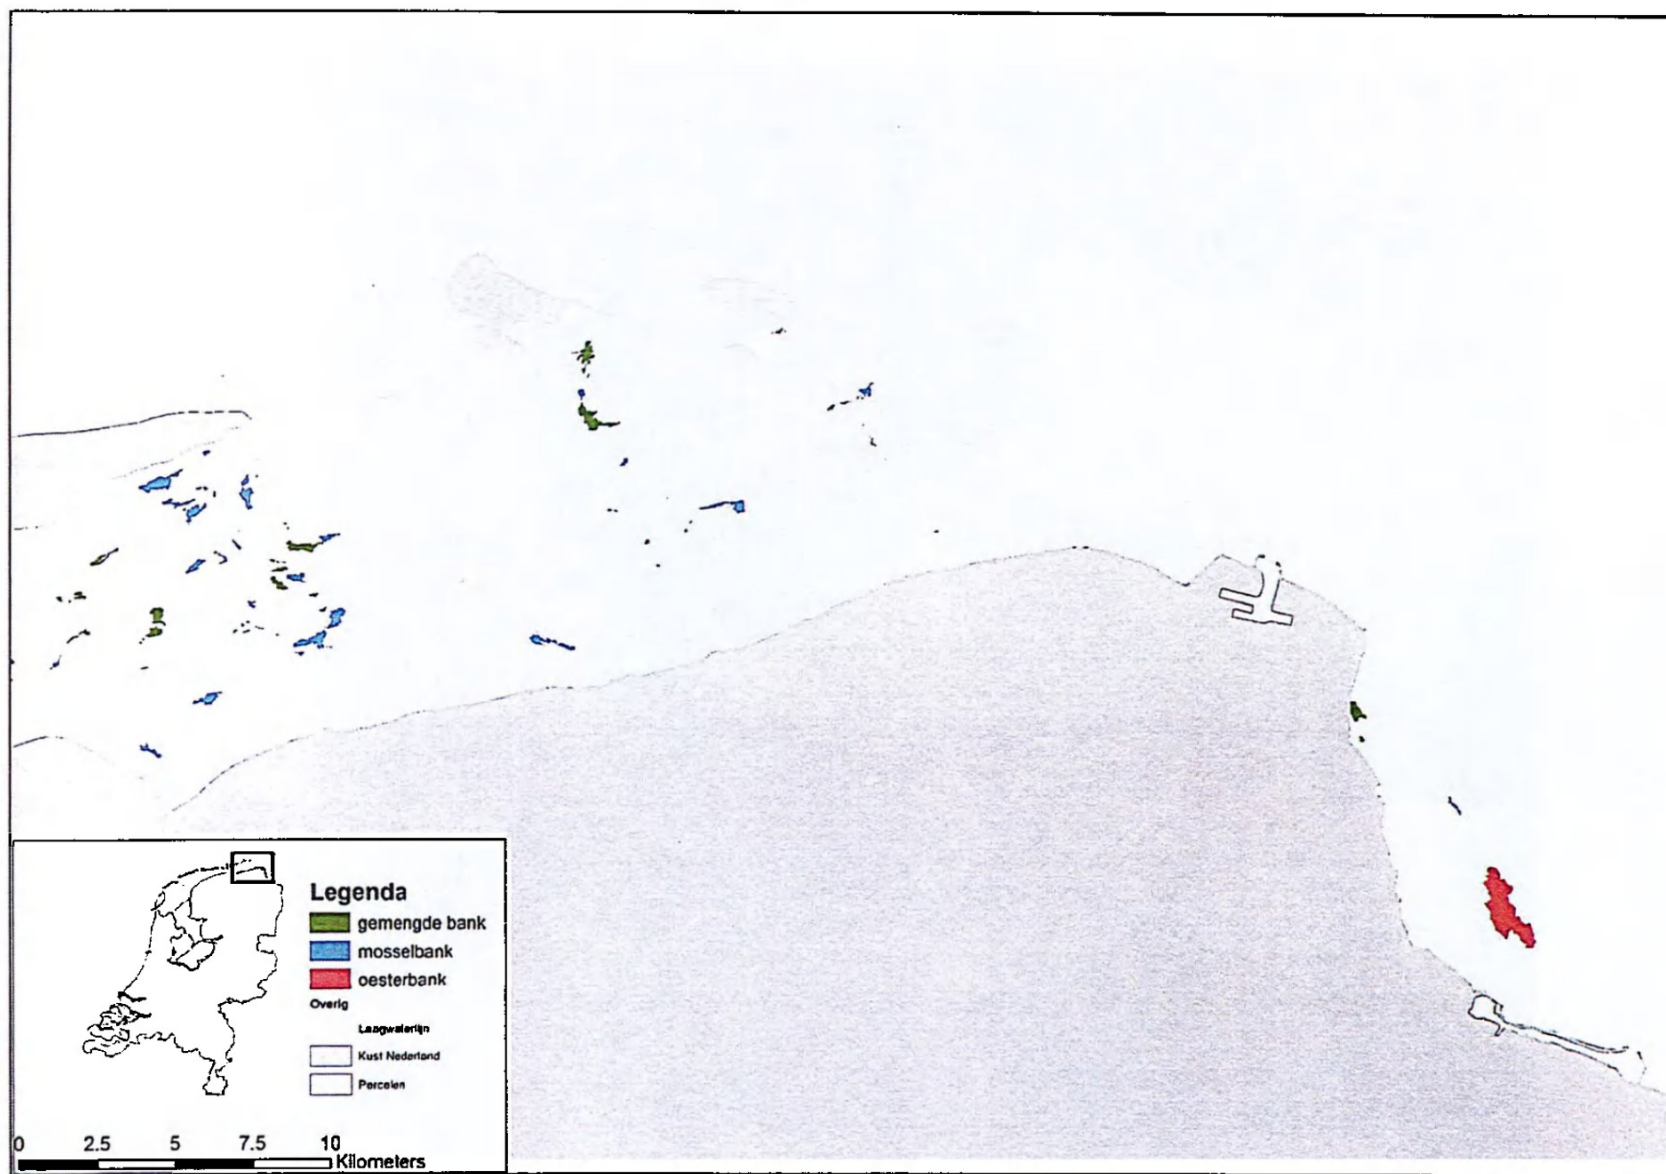 Legenda
gemengde bank
mosselbank
oesterbank
Overig
Laagwaterlijn
Kust Nederland
Percelen
0 2.5 5 7.5 10
Kilometers